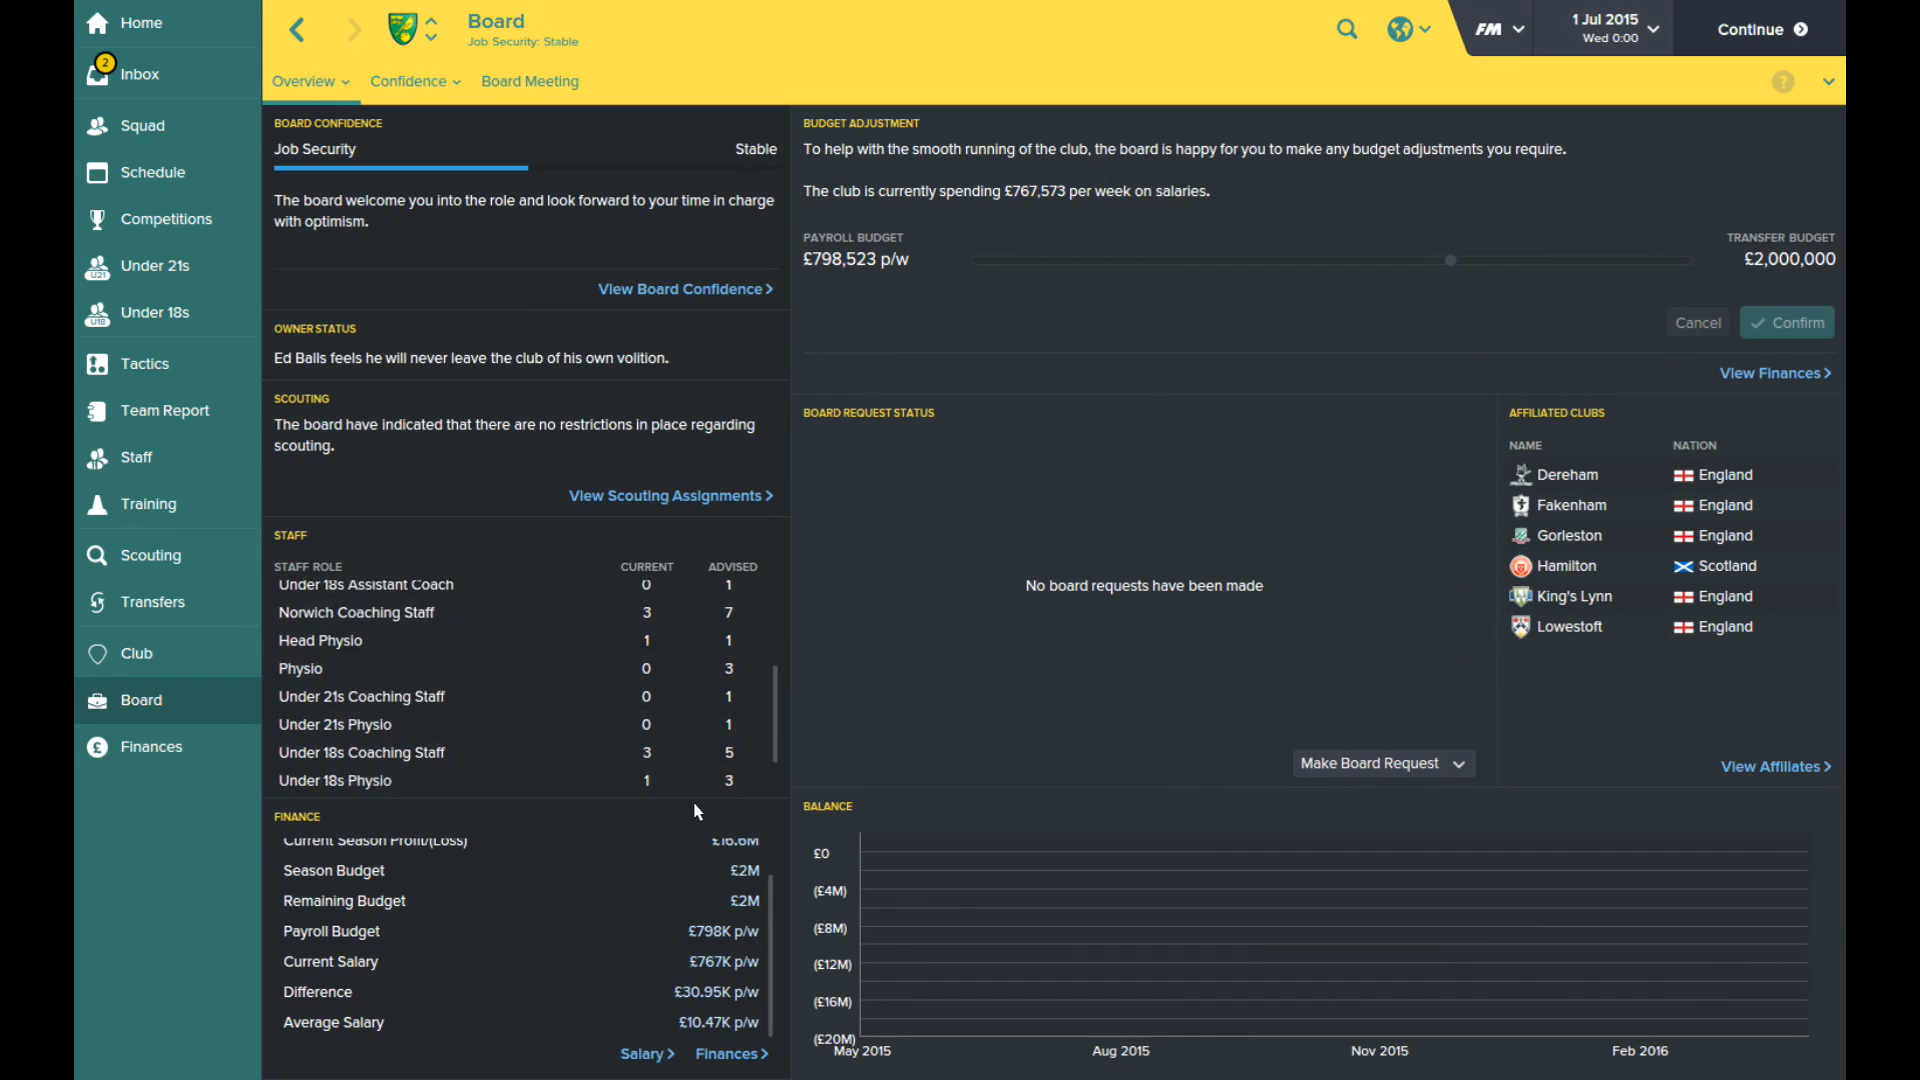 Home
2
Inbox
Squad
Schedule
Competitions
U21
Under 21s
U18
Under 18s
Tactics
Team Report
Staff
Training
Scouting
Transfers
Club
Board
£
Finances
Board
Job Security: Stable
FM
1 Jul 2015
Wed 0:00
Continue
Overview
Confidence
Board Meeting
?
BOARD CONFIDENCE
Job Security Stable
The board welcome you into the role and look forward to your time in charge
with optimism.
View Board Confidence >
OWNER STATUS
Ed Balls feels he will never leave the club of his own volition.
SCOUTING
The board have indicated that there are no restrictions in place regarding
scouting.
View Scouting Assignments >
STAFF
STAFF ROLE CURRENT ADVISED
Under 18s Assistant Coach 0 1
Norwich Coaching Staff 3 7
Head Physio 1 1
Physio 0 3
Under 21s Coaching Staff 0 1
Under 21s Physio 0 1
Under 18s Coaching Staff 3 5
Under 18s Physio 1 3
FINANCE
Current Season Profit/(Loss) £16.6M
Season Budget £2M
Remaining Budget £2M
Payroll Budget £798K p/w
Current Salary £767K p/w
Difference £30.95K p/w
Average Salary £10.47K p/w
Salary > Finances >
BUDGET ADJUSTMENT
To help with the smooth running of the club, the board is happy for you to make any budget adjustments you require.
The club is currently spending £767,573 per week on salaries.
PAYROLL BUDGET TRANSFER BUDGET
£798,523 p/w £2,000,000
Cancel Confirm
View Finances >
BOARD REQUEST STATUS
No board requests have been made
Make Board Request
AFFILIATED CLUBS
NAME NATION
Dereham England
Fakenham England
Gorleston England
Hamilton Scotland
King's Lynn England
Lowestoft England
View Affiliates >
BALANCE
£0
(£4M)
(£8M)
(£12M)
(£16M)
(£20M)
May 2015 Aug 2015 Nov 2015 Feb 2016